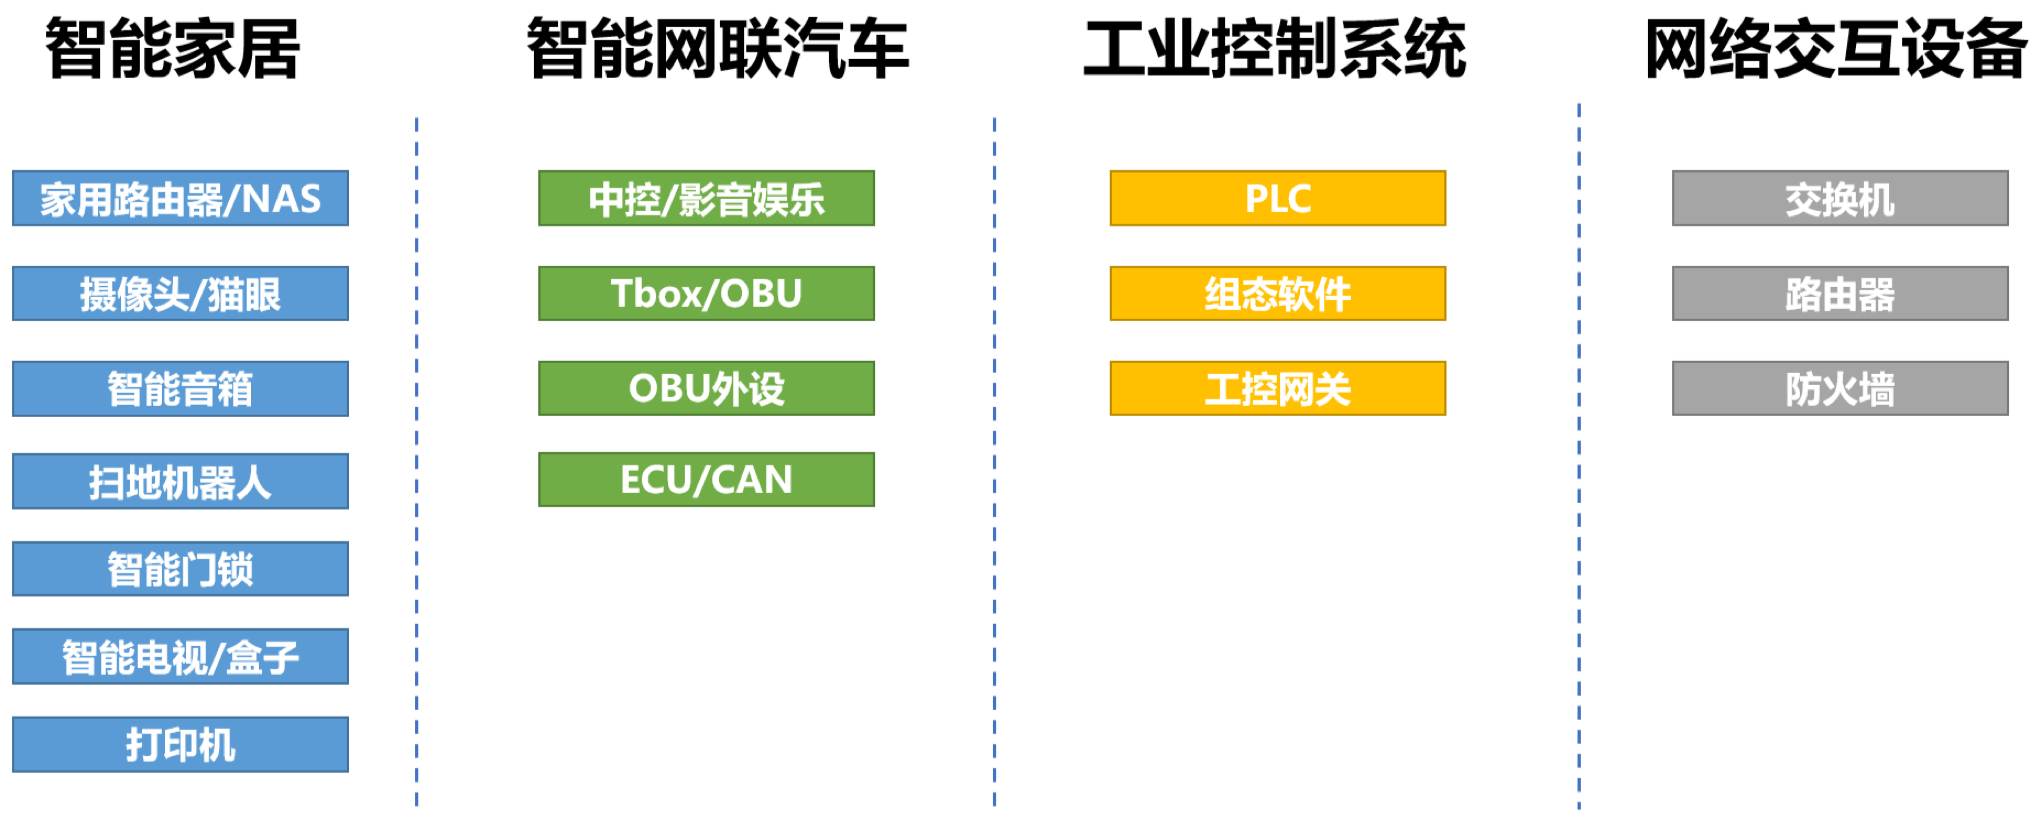 智能家居
家用路由器/NAS
摄像头/猫眼
智能音箱
扫地机器人
智能门锁
智能电视/盒子
打印机
智能网联汽车
中控/影音娱乐
Tbox/OBU
OBU外设
ECU/CAN
工业控制系统
PLC
组态软件
工控网关
网络交互设备
交换机
路由器
防火墙